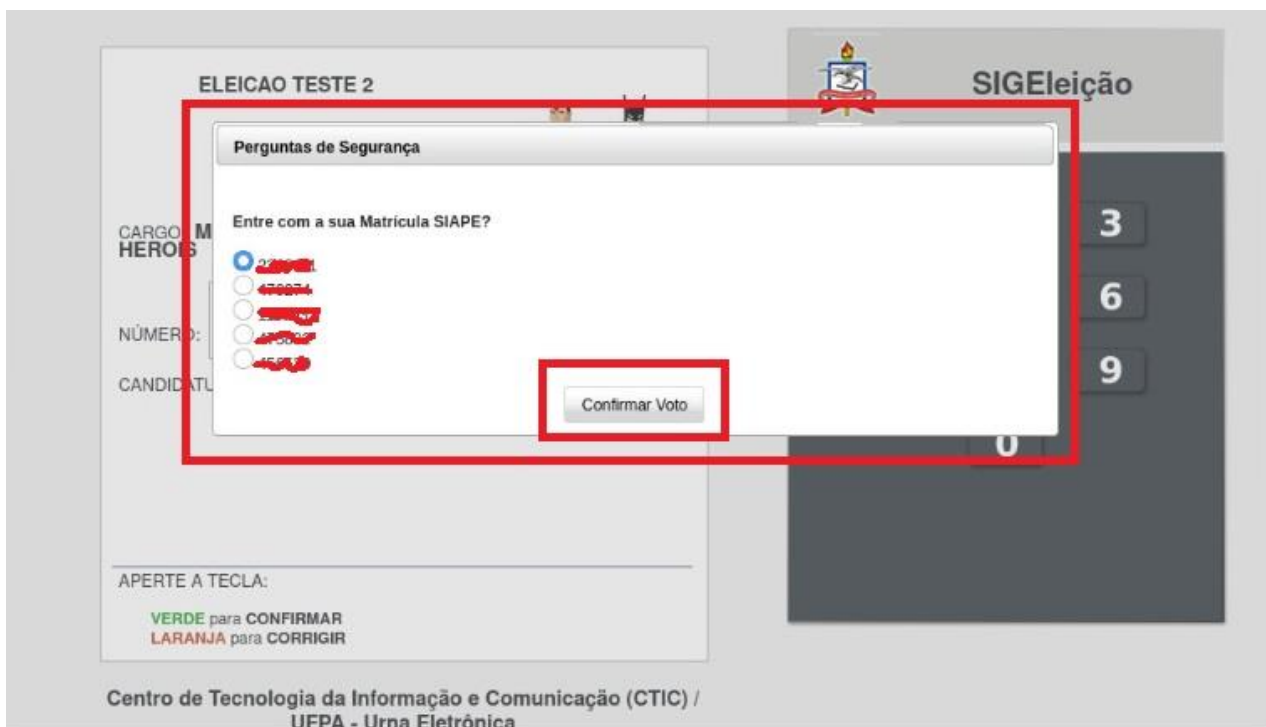 ELEICAO TESTE 2
SIGEleição
Perguntas de Segurança
Entre com a sua Matrícula SIAPE?
CARGO: M
HEROIS
NÚMERO:
CANDIDATU
Confirmar Voto
3
6
9
0
APERTE A TECLA:
VERDE para CONFIRMAR
LARANJA para CORRIGIR
Centro de Tecnologia da Informação e Comunicação (CTIC) /
UFPA - Urna Eletrônica